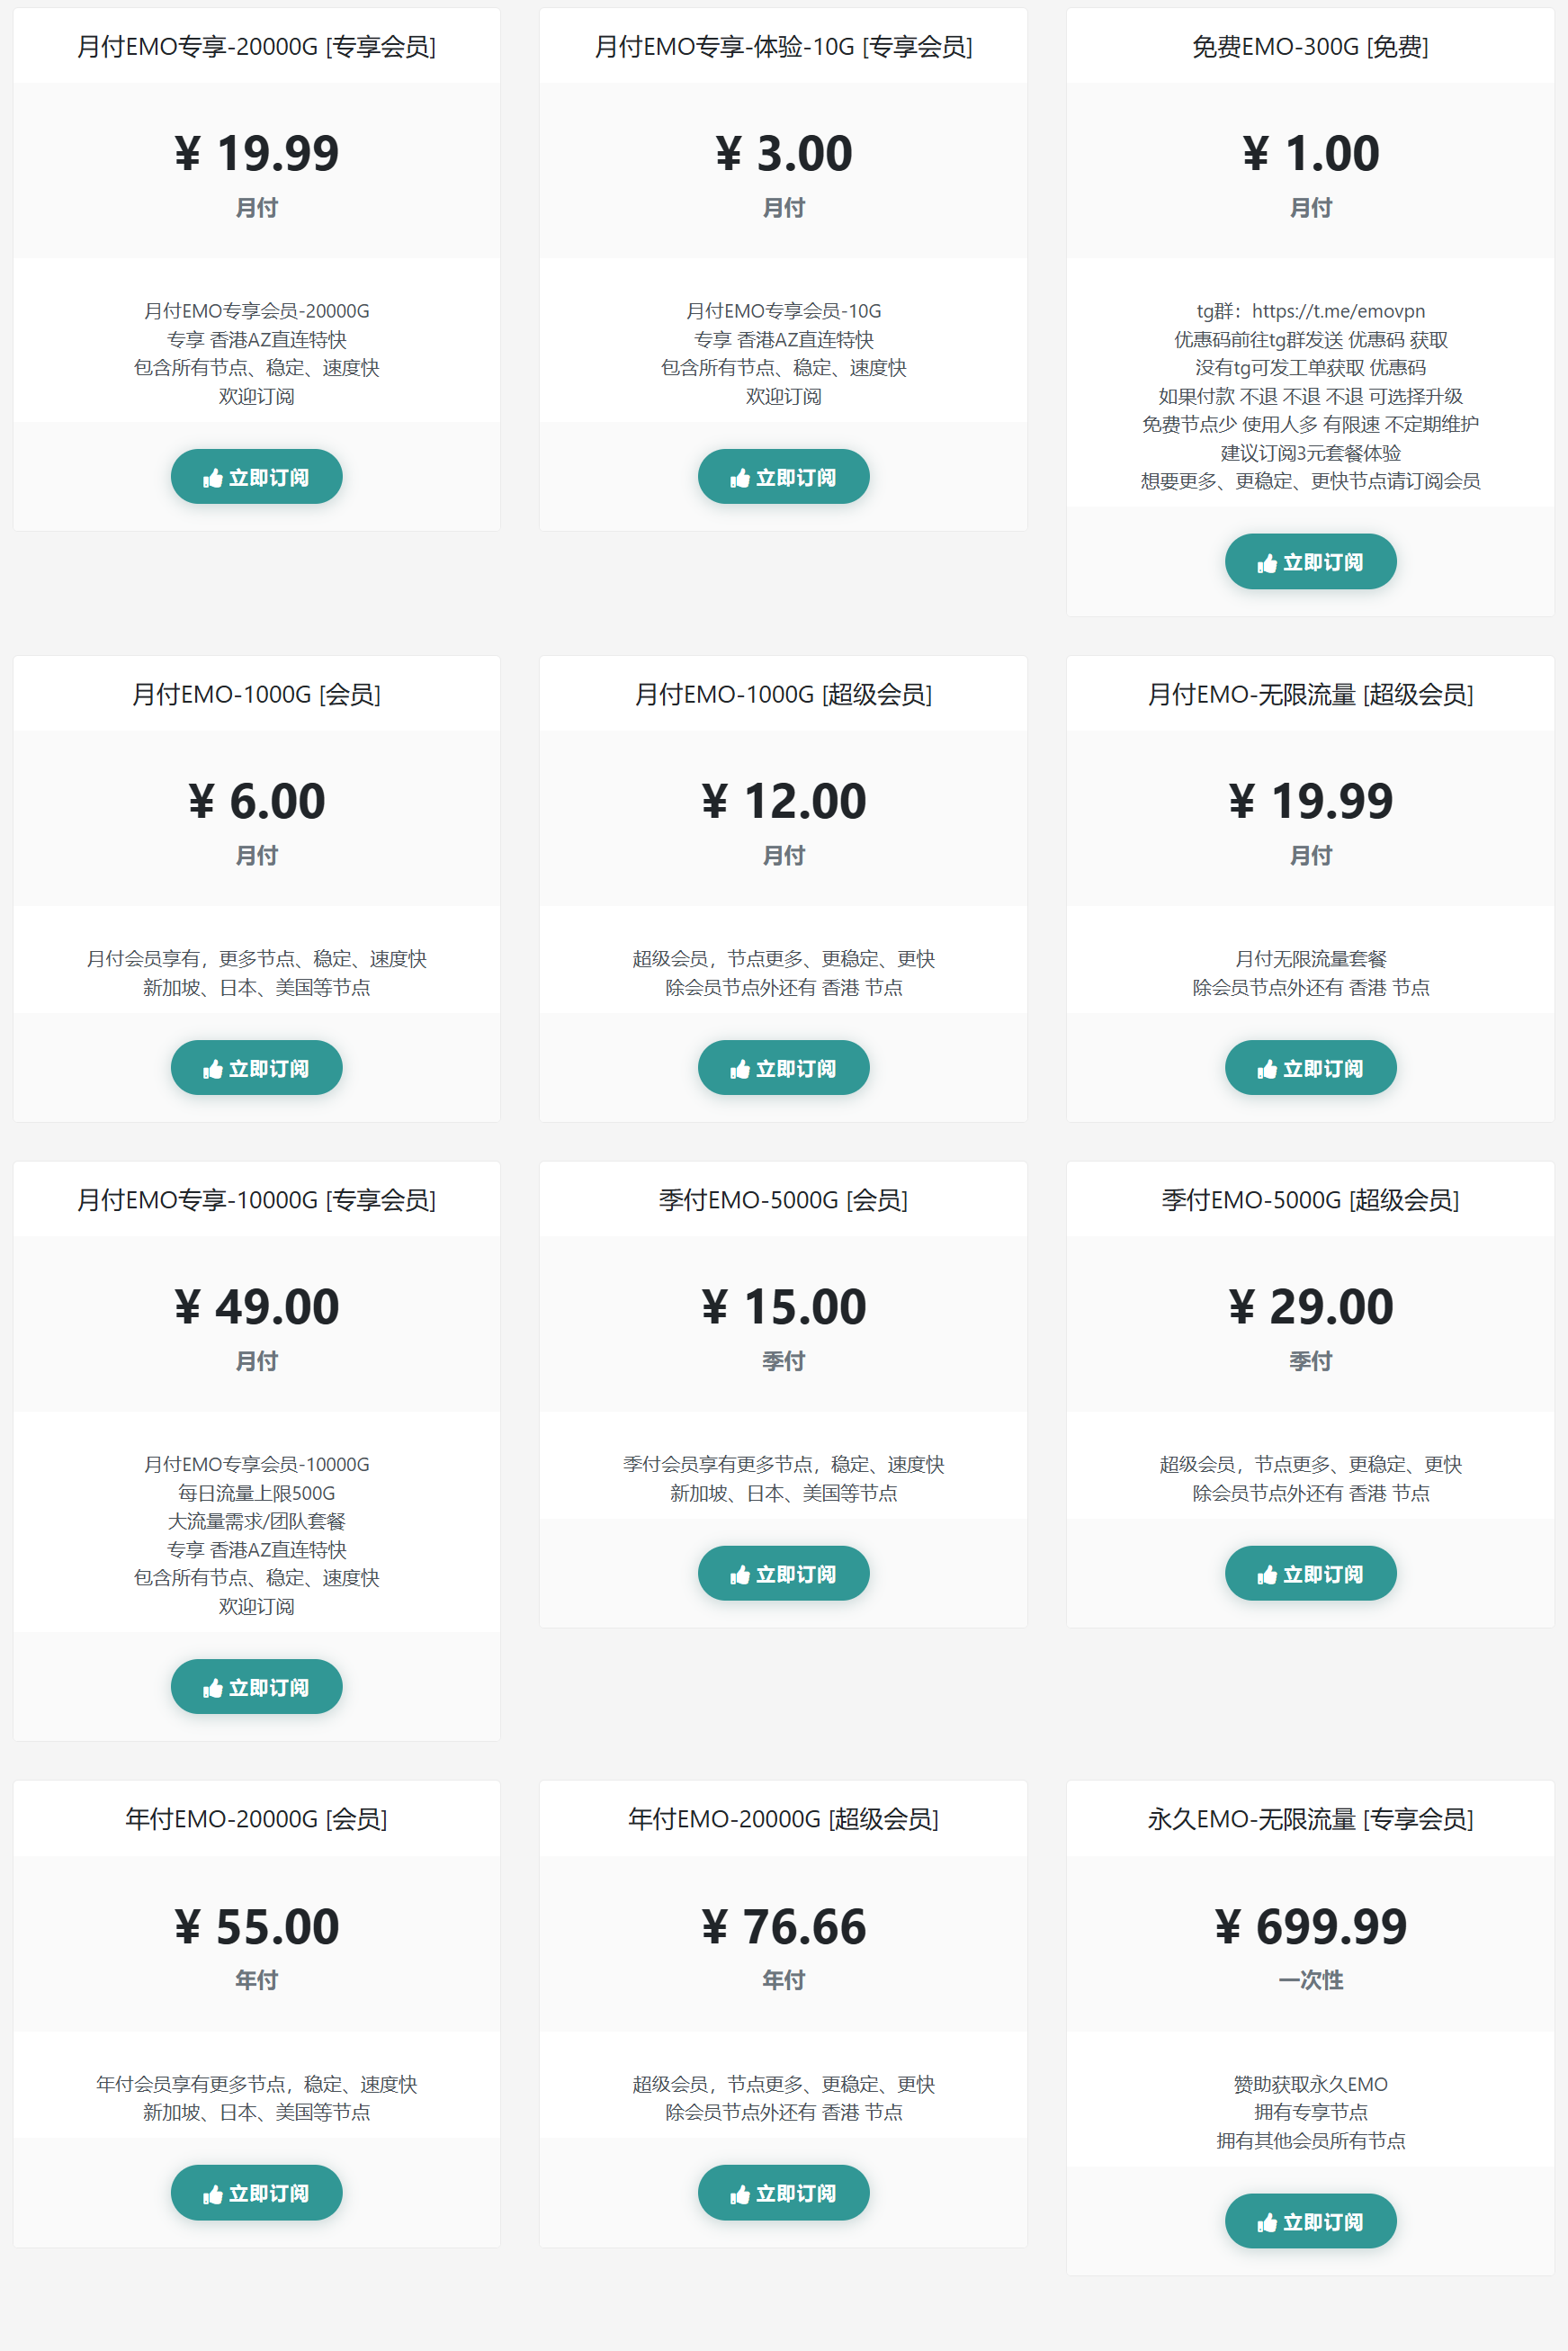 月付EMO专享-20000G [专享会员]
¥ 19.99
月付
月付EMO专享会员-20000G
专享 香港AZ直连特快
包含所有节点、稳定、速度快
欢迎订阅
立即订阅
月付EMO专享-体验-10G [专享会员]
¥ 3.00
月付
月付EMO专享会员-10G
专享 香港AZ直连特快
包含所有节点、稳定、速度快
欢迎订阅
立即订阅
免费EMO-300G [免费]
¥ 1.00
月付
tg群：https://t.me/emovpn
优惠码前往tg群发送 优惠码 获取
没有tg可发工单获取 优惠码
如果付款 不退 不退 不退 可选择升级
免费节点少 使用人多 有限速 不定期维护
建议订阅3元套餐体验
想要更多、更稳定、更快节点请订阅会员
立即订阅
月付EMO-1000G [会员]
¥ 6.00
月付
月付会员享有，更多节点、稳定、速度快
新加坡、日本、美国等节点
立即订阅
月付EMO-1000G [超级会员]
¥ 12.00
月付
超级会员，节点更多、更稳定、更快
除会员节点外还有 香港 节点
立即订阅
月付EMO-无限流量 [超级会员]
¥ 19.99
月付
月付无限流量套餐
除会员节点外还有 香港 节点
立即订阅
月付EMO专享-10000G [专享会员]
¥ 49.00
月付
月付EMO专享会员-10000G
每日流量上限500G
大流量需求/团队套餐
专享 香港AZ直连特快
包含所有节点、稳定、速度快
欢迎订阅
立即订阅
季付EMO-5000G [会员]
¥ 15.00
季付
季付会员享有更多节点，稳定、速度快
新加坡、日本、美国等节点
立即订阅
季付EMO-5000G [超级会员]
¥ 29.00
季付
超级会员，节点更多、更稳定、更快
除会员节点外还有 香港 节点
立即订阅
年付EMO-20000G [会员]
¥ 55.00
年付
年付会员享有更多节点，稳定、速度快
新加坡、日本、美国等节点
立即订阅
年付EMO-20000G [超级会员]
¥ 76.66
年付
超级会员，节点更多、更稳定、更快
除会员节点外还有 香港 节点
立即订阅
永久EMO-无限流量 [专享会员]
¥ 699.99
一次性
赞助获取永久EMO
拥有专享节点
拥有其他会员所有节点
立即订阅